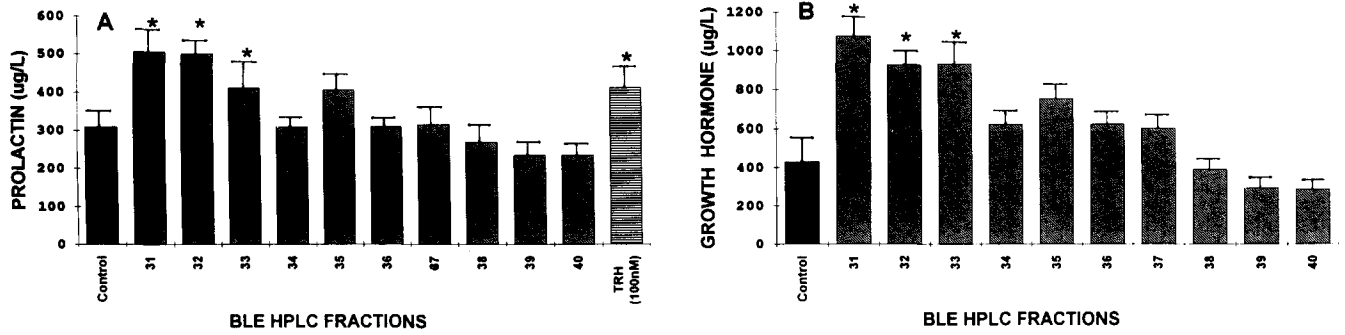 A
PROLACTIN (ug/L)
600
500
400
300
200
100
0
* * * *
Control 31 32 33 34 35 36 67 38 39 40 TRH (100nM)
BLE HPLC FRACTIONS
B
GROWTH HORMONE (ug/L)
1200
1000
800
600
400
200
0
* * *
Control 31 32 33 34 35 36 37 38 39 40
BLE HPLC FRACTIONS